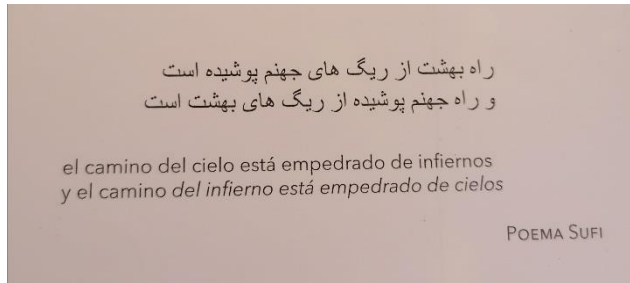 راه بهشت از ریگ های جهنم پوشیده است
و راه جهنم پوشیده از ریگ های بهشت است
el camino del cielo está empedrado de infiernos
y el camino del infierno está empedrado de cielos
POEMA SUFI